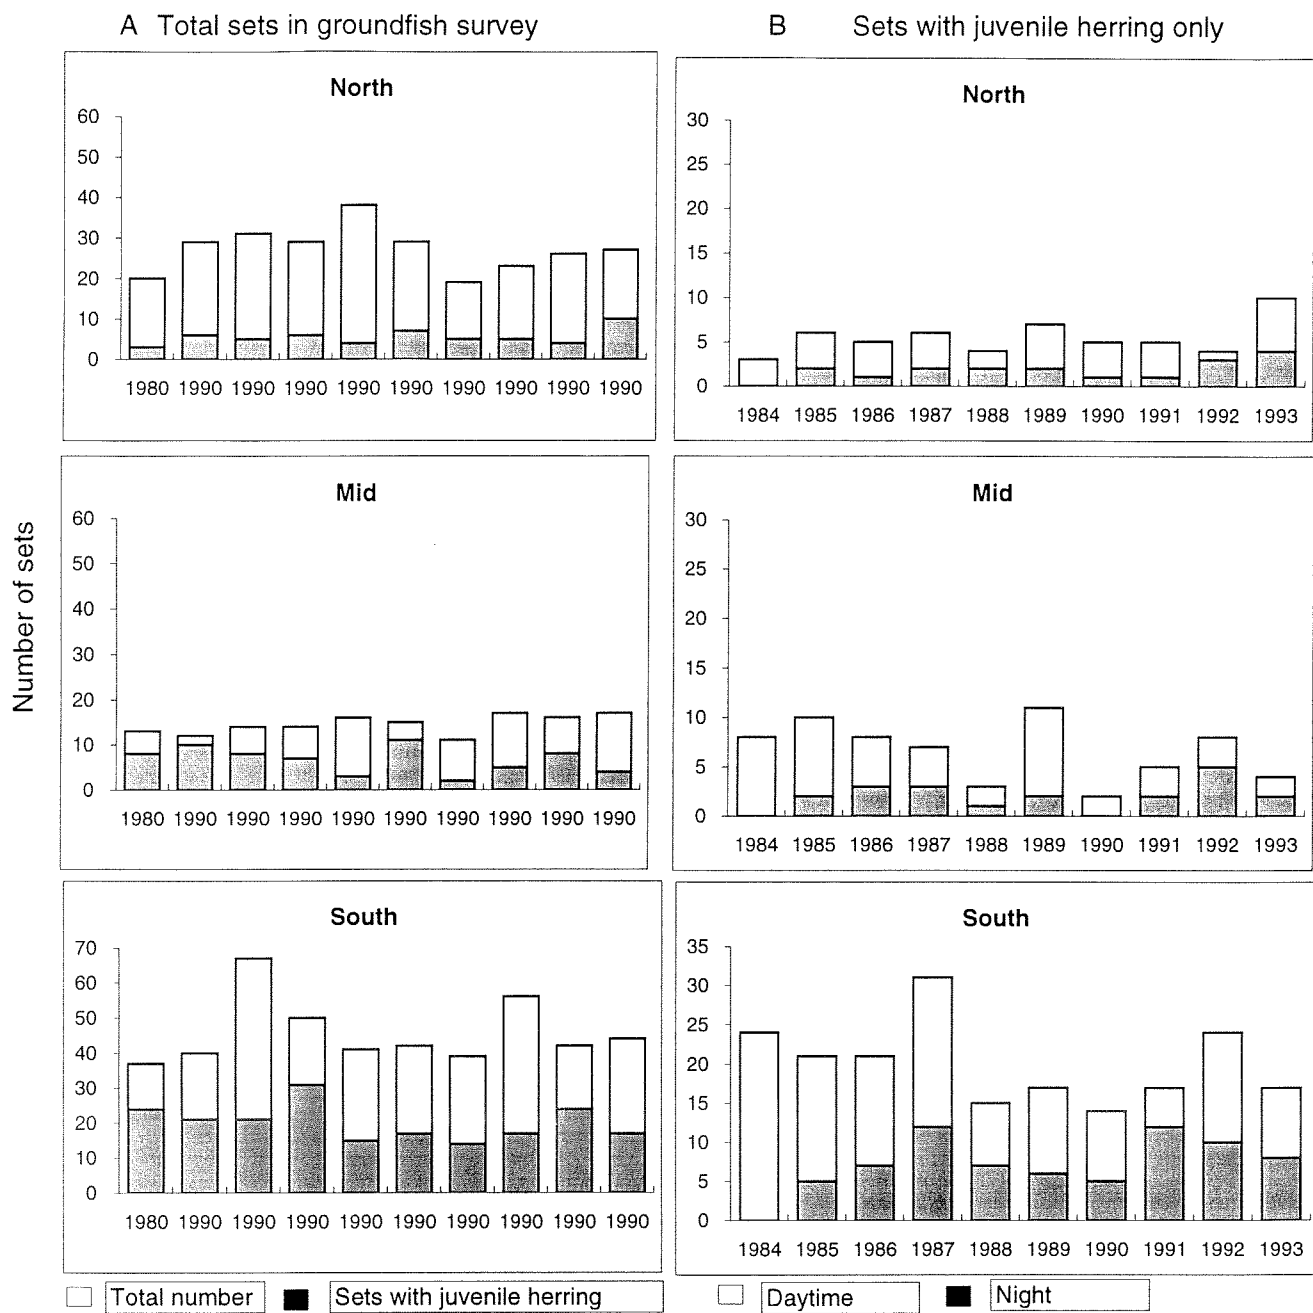 A Total sets in groundfish survey
B Sets with juvenile herring only
Number of sets
North
60
50
40
30
20
10
0
1980 1990 1990 1990 1990 1990 1990 1990 1990 1990
North
30
25
20
15
10
5
0
1984 1985 1986 1987 1988 1989 1990 1991 1992 1993
Mid
60
50
40
30
20
10
0
1980 1990 1990 1990 1990 1990 1990 1990 1990 1990
Mid
30
25
20
15
10
5
0
1984 1985 1986 1987 1988 1989 1990 1991 1992 1993
South
70
60
50
40
30
20
10
0
1980 1990 1990 1990 1990 1990 1990 1990 1990 1990
South
35
30
25
20
15
10
5
0
1984 1985 1986 1987 1988 1989 1990 1991 1992 1993
Total number Sets with juvenile herring
Daytime Night